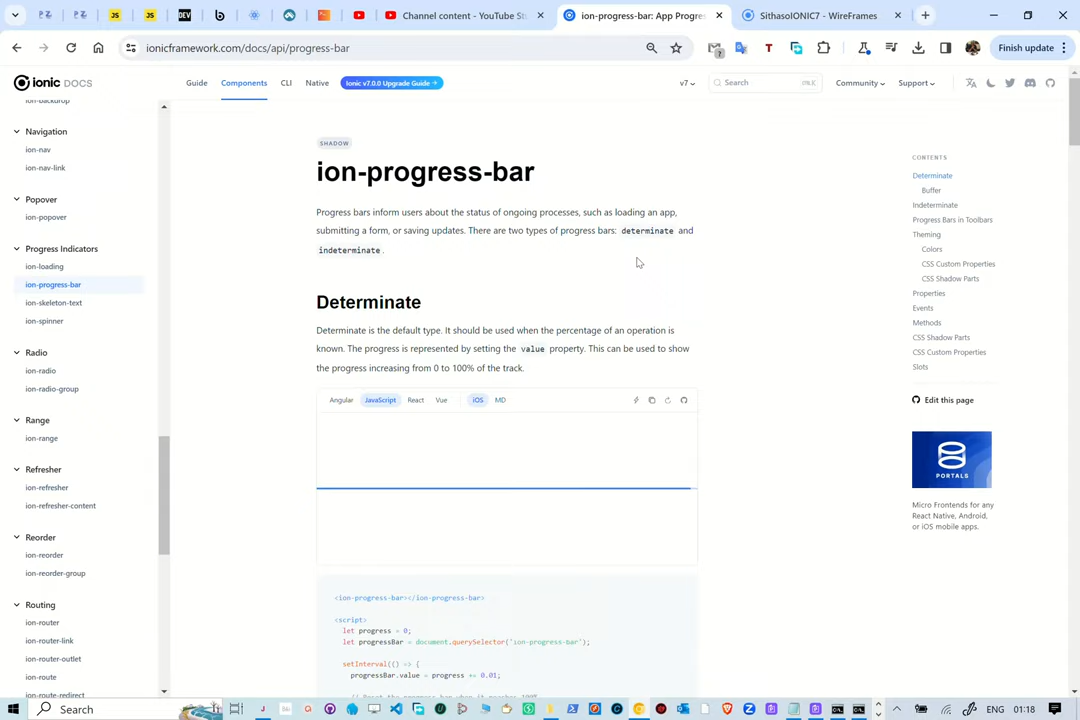 Channel content - YouTube St
ion-progress-bar: App Progres
SithasoIONIC7 - WireFrames
ionicframework.com/docs/api/progress-bar
Finish update
ionic DOCS
Guide
Components
CLI
Native
Ionic v7.0.0 Upgrade Guide →
v7
Search
Community
Support
ion-backdrop
Navigation
ion-nav
ion-nav-link
Popover
ion-popover
Progress Indicators
ion-loading
ion-progress-bar
ion-skeleton-text
ion-spinner
Radio
ion-radio
ion-radio-group
Range
ion-range
Refresher
ion-refresher
ion-refresher-content
Reorder
ion-reorder
ion-reorder-group
Routing
ion-router
ion-router-link
ion-router-outlet
ion-route
ion-route-redirect
SHADOW
ion-progress-bar
Progress bars inform users about the status of ongoing processes, such as loading an app,
submitting a form, or saving updates. There are two types of progress bars: determinate and
indeterminate.
Determinate
Determinate is the default type. It should be used when the percentage of an operation is
known. The progress is represented by setting the value property. This can be used to show
the progress increasing from 0 to 100% of the track.
Angular JavaScript React Vue iOS MD
<ion-progress-bar></ion-progress-bar>
<script>
let progress = 0;
let progressBar = document.querySelector('ion-progress-bar');
setInterval(() => {
progressBar.value = progress += 0.01;
// Reset the progress bar when it reaches 100%
CONTENTS
Determinate
Buffer
Indeterminate
Progress Bars in Toolbars
Theming
Colors
CSS Custom Properties
CSS Shadow Parts
Properties
Events
Methods
CSS Shadow Parts
CSS Custom Properties
Slots
Edit this page
PORTALS
Micro Frontends for any
React Native, Android,
or iOS mobile apps.
Search
ENG
01:18